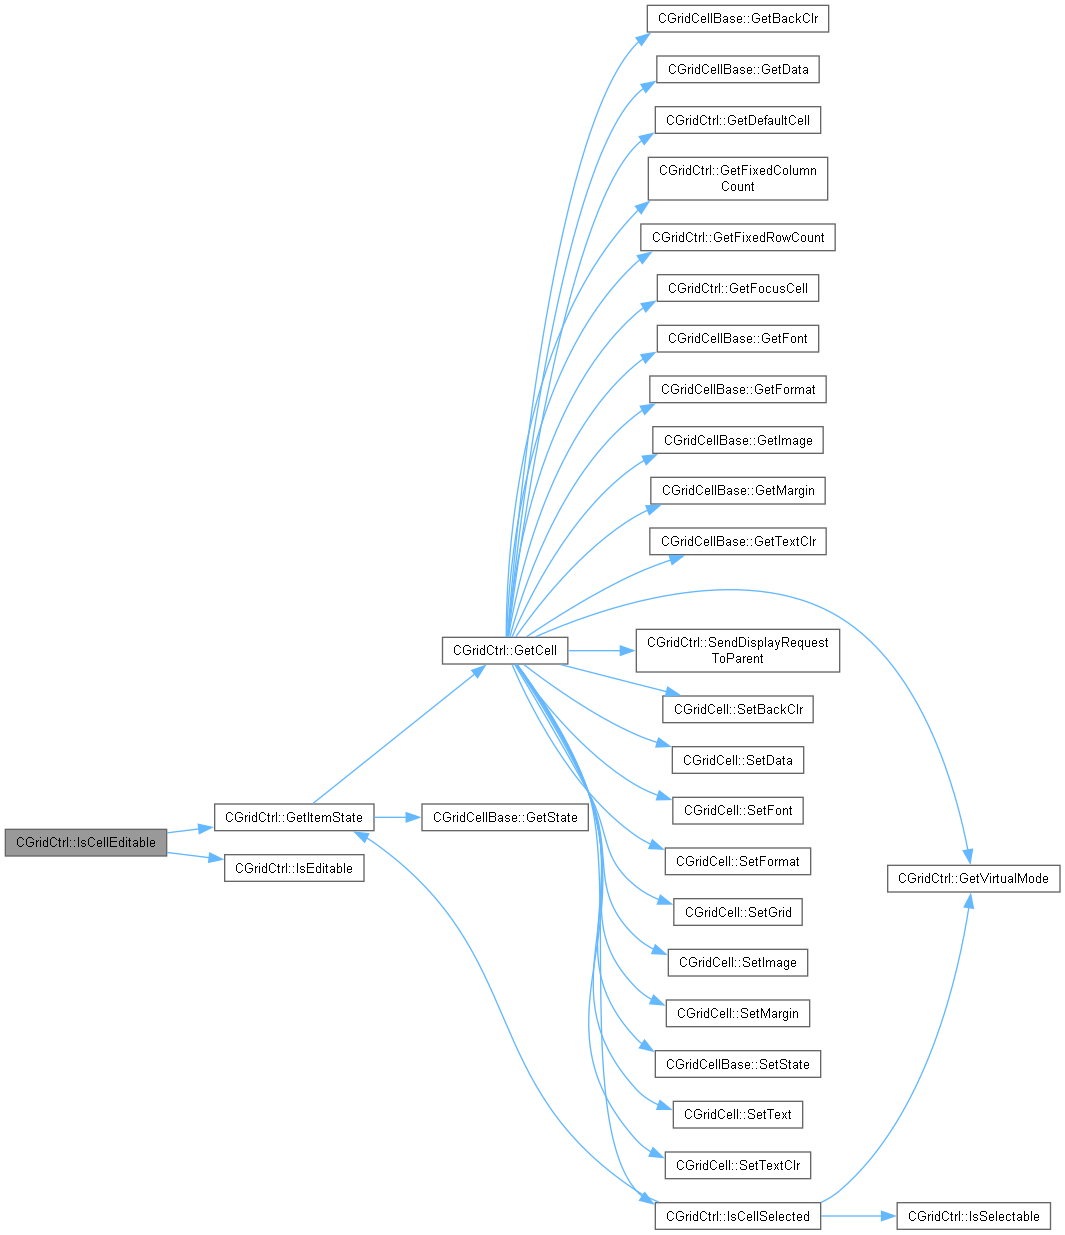 CGridCellBase::GetBackClr
CGridCellBase::GetData
CGridCtrl::GetDefaultCell
CGridCtrl::GetFixedColumn
Count
CGridCtrl::GetFixedRowCount
CGridCtrl::GetFocusCell
CGridCellBase::GetFont
CGridCellBase::GetFormat
CGridCellBase::GetImage
CGridCellBase::GetMargin
CGridCellBase::GetTextClr
CGridCtrl::GetCell
CGridCtrl::SendDisplayRequest
ToParent
CGridCell::SetBackClr
CGridCell::SetData
CGridCell::SetFont
CGridCtrl::GetItemState
CGridCellBase::GetState
CGridCtrl::IsCellEditable
CGridCtrl::IsEditable
CGridCell::SetFormat
CGridCtrl::GetVirtualMode
CGridCell::SetGrid
CGridCell::SetImage
CGridCell::SetMargin
CGridCellBase::SetState
CGridCell::SetText
CGridCell::SetTextClr
CGridCtrl::IsCellSelected
CGridCtrl::IsSelectable